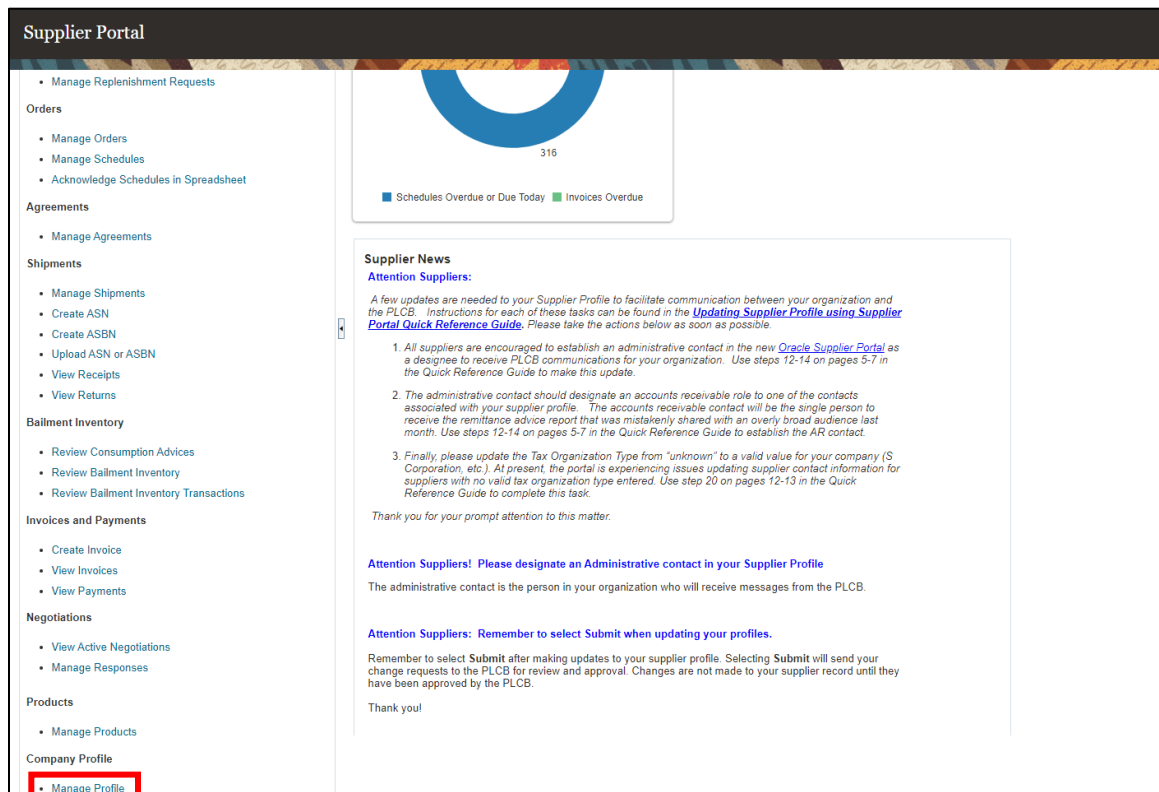 Supplier Portal
• Manage Replenishment Requests
Orders
• Manage Orders
• Manage Schedules
• Acknowledge Schedules in Spreadsheet
Agreements
• Manage Agreements
Shipments
• Manage Shipments
• Create ASN
• Create ASBN
• Upload ASN or ASBN
• View Receipts
• View Returns
Bailment Inventory
• Review Consumption Advices
• Review Bailment Inventory
• Review Bailment Inventory Transactions
Invoices and Payments
• Create Invoice
• View Invoices
• View Payments
Negotiations
• View Active Negotiations
• Manage Responses
Products
• Manage Products
Company Profile
• Manage Profile
316
Schedules Overdue or Due Today Invoices Overdue
Supplier News
Attention Suppliers:
A few updates are needed to your Supplier Profile to facilitate communication between your organization and
the PLCB. Instructions for each of these tasks can be found in the Updating Supplier Profile using Supplier
Portal Quick Reference Guide. Please take the actions below as soon as possible.
1. All suppliers are encouraged to establish an administrative contact in the new Oracle Supplier Portal as
a designee to receive PLCB communications for your organization. Use steps 12-14 on pages 5-7 in
the Quick Reference Guide to make this update.
2. The administrative contact should designate an accounts receivable role to one of the contacts
associated with your supplier profile. The accounts receivable contact will be the single person to
receive the remittance advice report that was mistakenly shared with an overly broad audience last
month. Use steps 12-14 on pages 5-7 in the Quick Reference Guide to establish the AR contact.
3. Finally, please update the Tax Organization Type from "unknown" to a valid value for your company (S
Corporation, etc.). At present, the portal is experiencing issues updating supplier contact information for
suppliers with no valid tax organization type entered. Use step 20 on pages 12-13 in the Quick
Reference Guide to complete this task.
Thank you for your prompt attention to this matter.
Attention Suppliers! Please designate an Administrative contact in your Supplier Profile
The administrative contact is the person in your organization who will receive messages from the PLCB.
Attention Suppliers: Remember to select Submit when updating your profiles.
Remember to select Submit after making updates to your supplier profile. Selecting Submit will send your
change requests to the PLCB for review and approval. Changes are not made to your supplier record until they
have been approved by the PLCB.
Thank you!